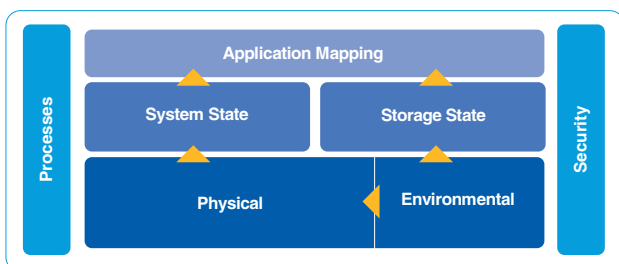 Processes
Application Mapping
System State
Storage State
Physical
Environmental
Security